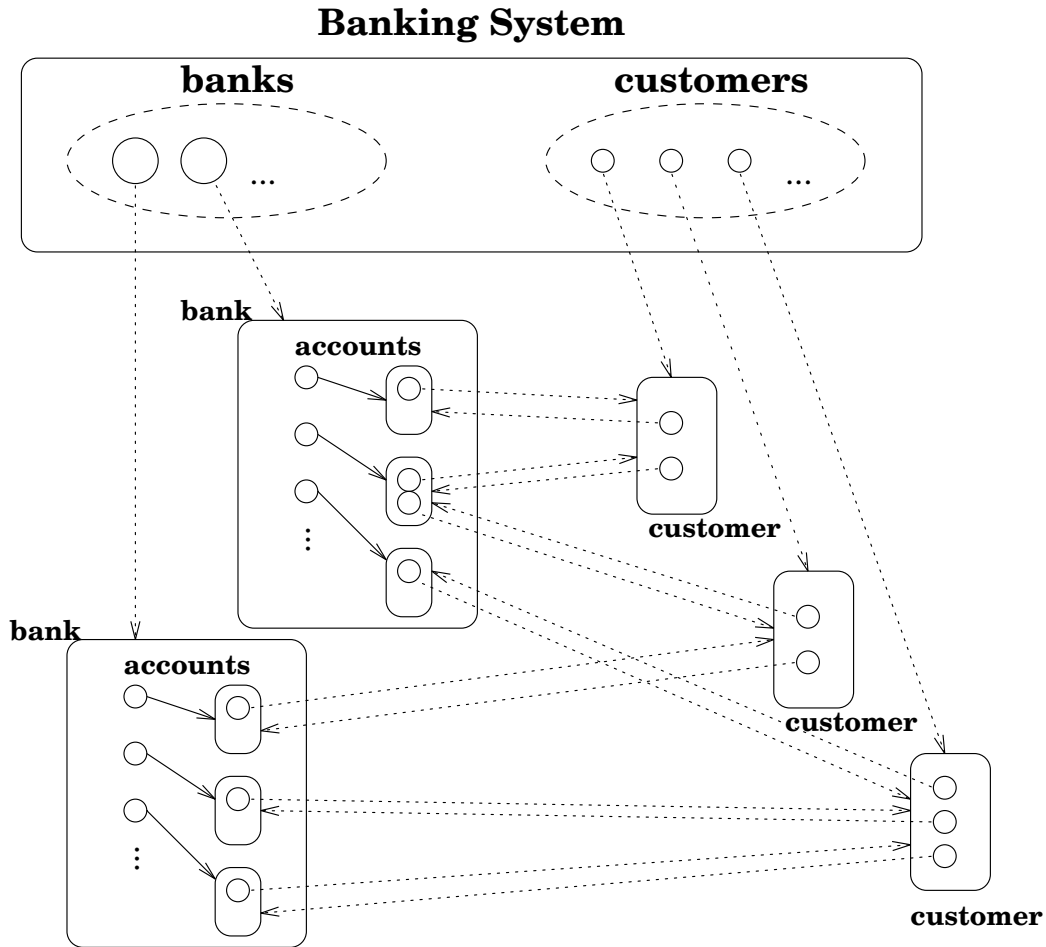 Banking System
banks
customers
...
...
bank
accounts
...
customer
bank
accounts
customer
...
customer